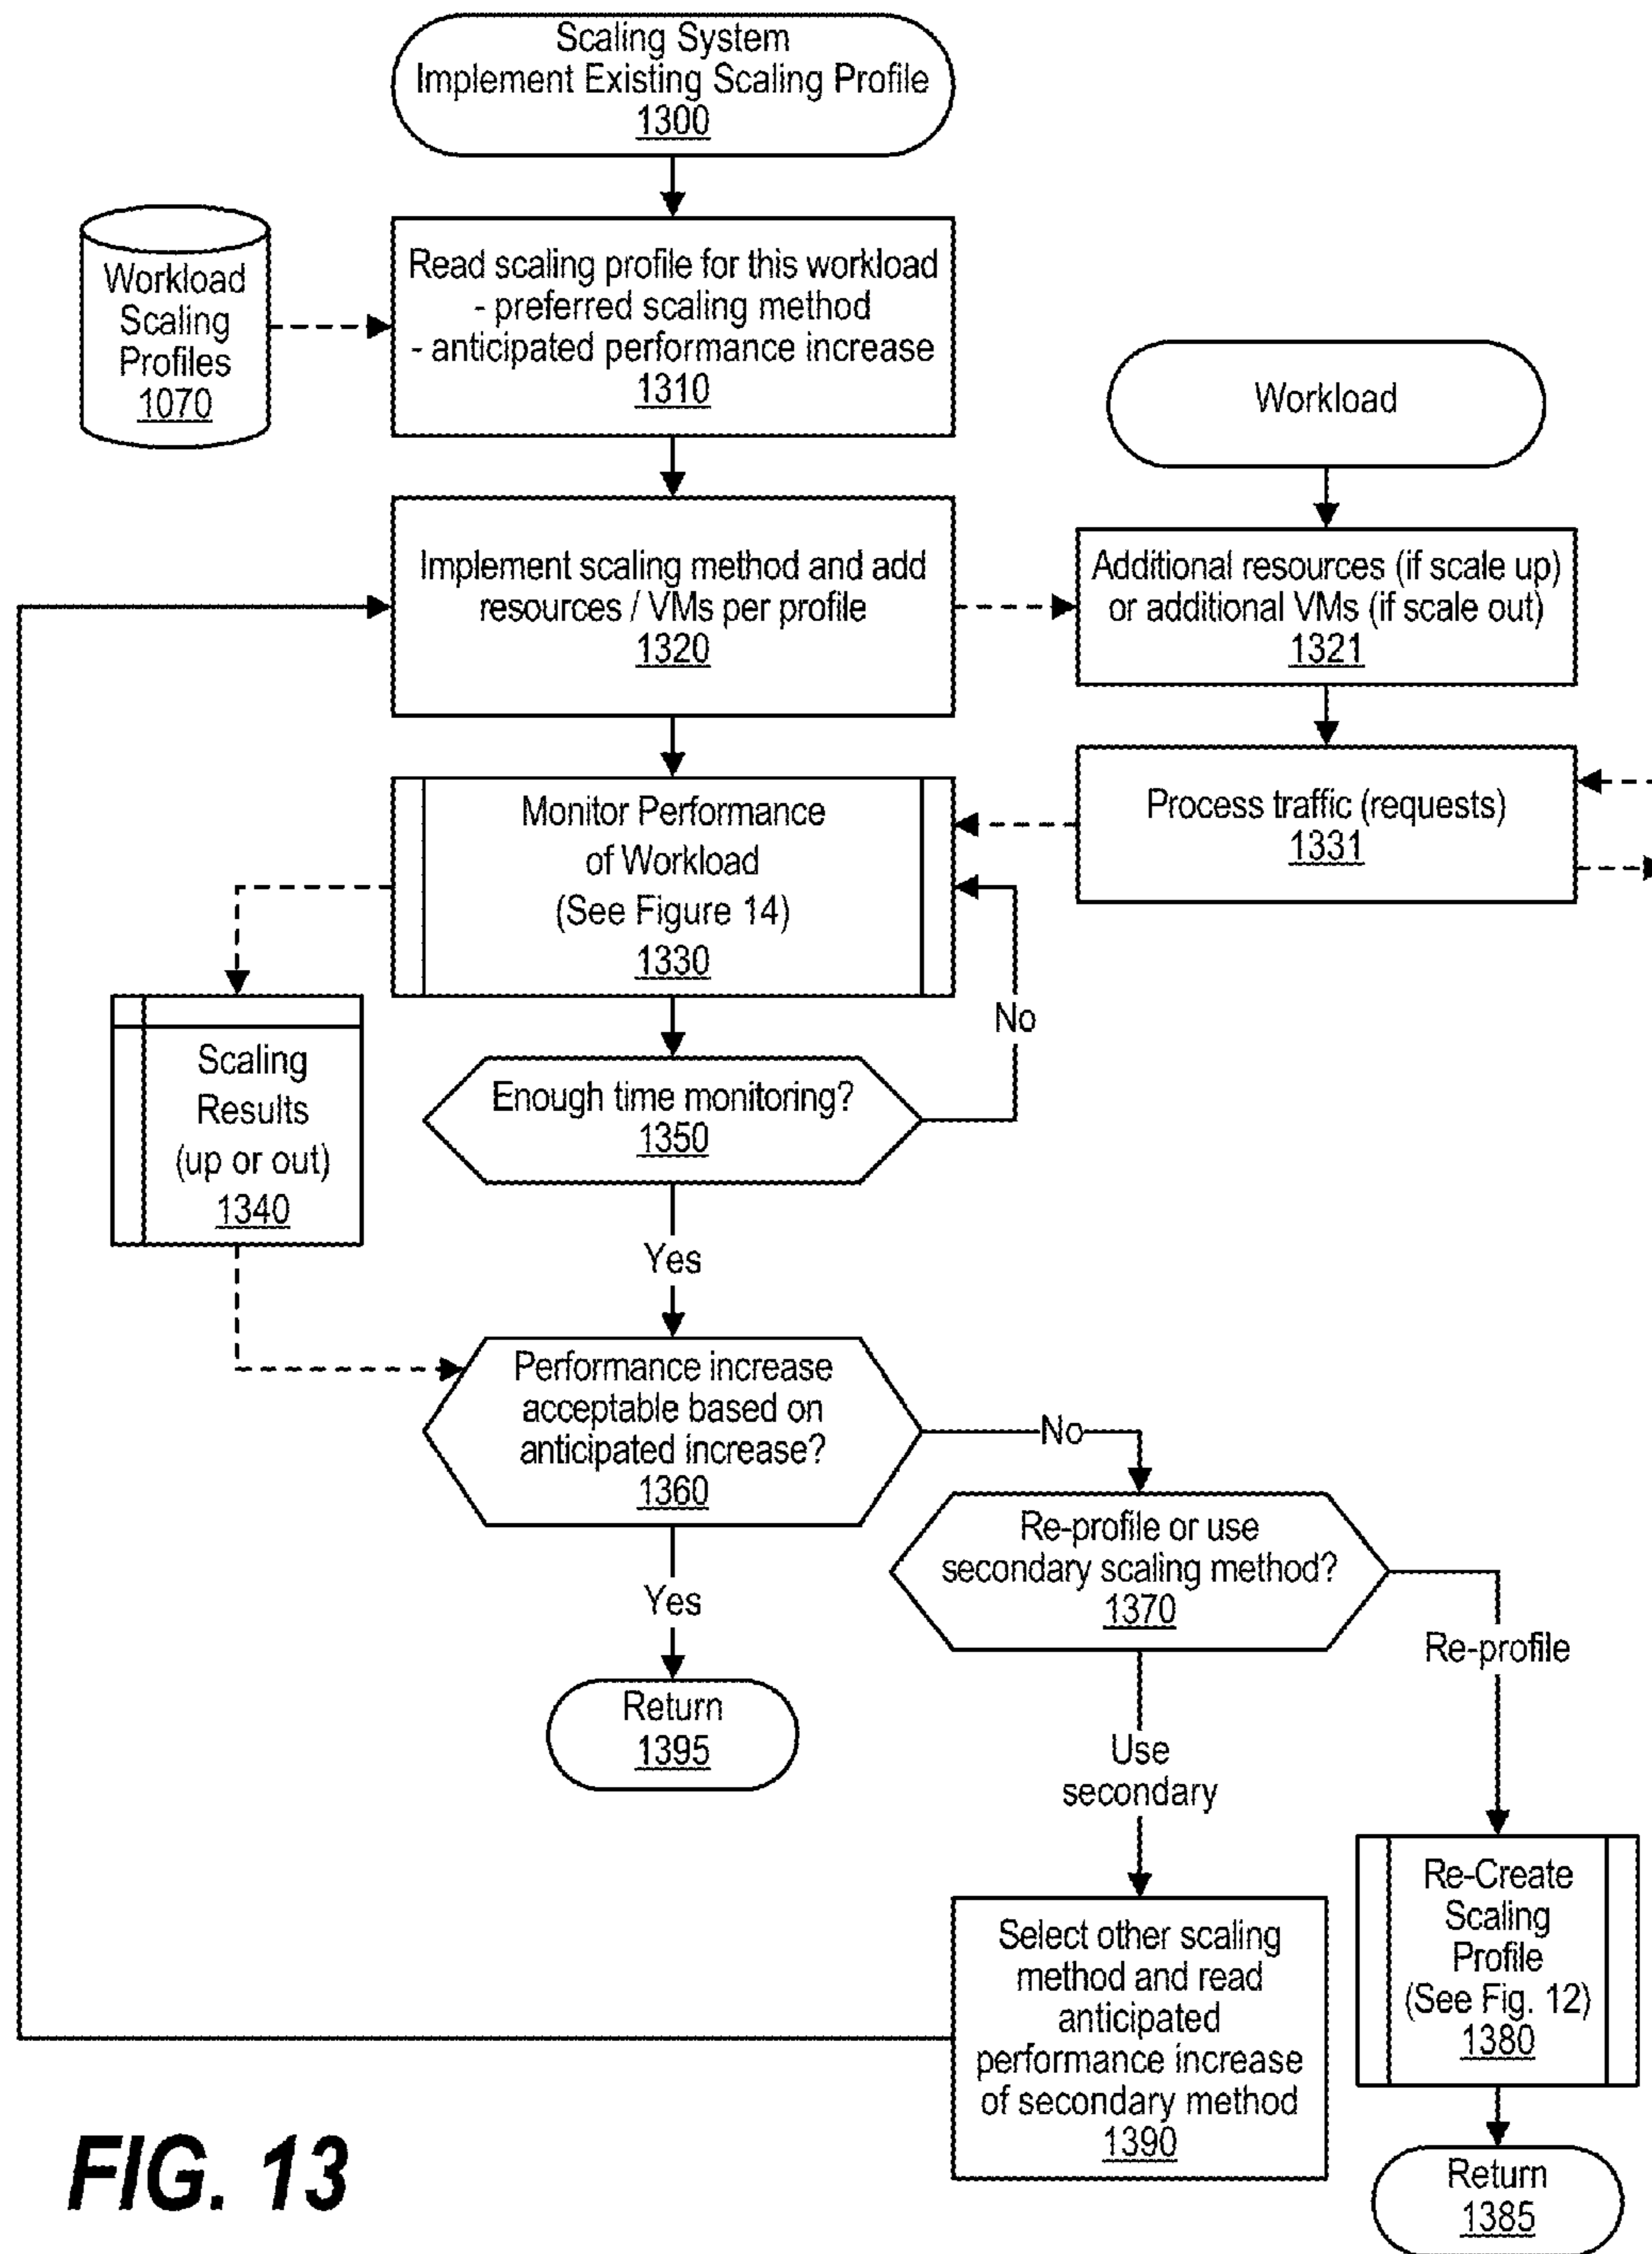 Scaling System
Implement Existing Scaling Profile
1300
Workload
Scaling
Profiles
1070
Read scaling profile for this workload
- preferred scaling method
- anticipated performance increase
1310
Workload
Implement scaling method and add
resources / VMs per profile
1320
Additional resources (if scale up)
or additional VMs (if scale out)
1321
Monitor Performance
of Workload
(See Figure 14)
1330
Process traffic (requests)
1331
No
Scaling
Results
(up or out)
1340
Enough time monitoring?
1350
Yes
Performance increase
acceptable based on
anticipated increase?
1360
No
Re-profile or use
secondary scaling method?
1370
Yes
Re-profile
Return
1395
Use
secondary
Select other scaling
method and read
anticipated
performance increase
of secondary method
1390
Re-Create
Scaling
Profile
(See Fig. 12)
1380
Return
1385
FIG. 13